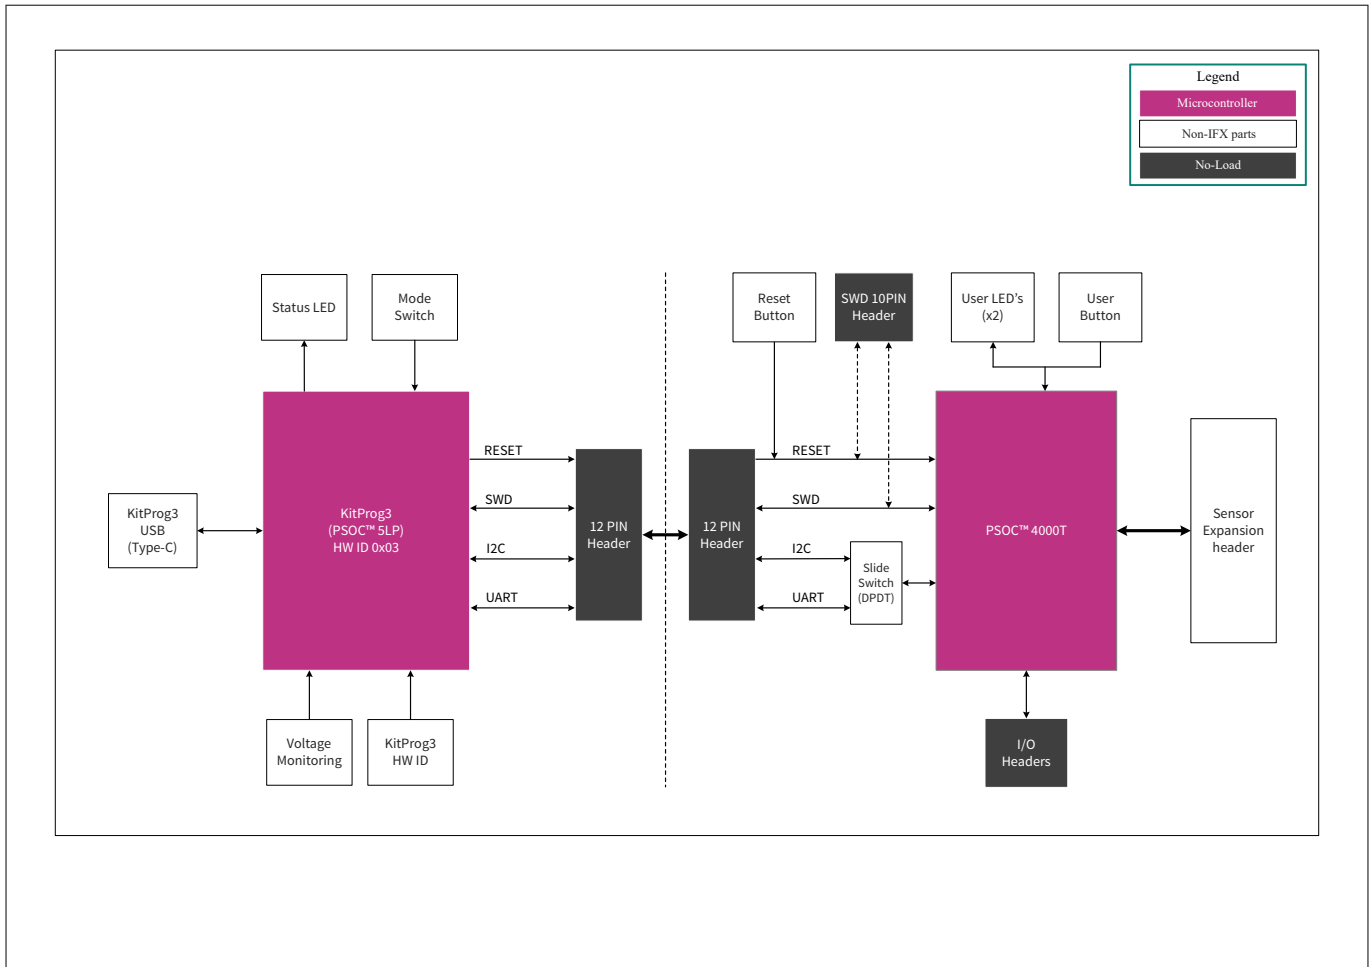 Legend
Microcontroller
Non-IFX parts
No-Load
Status LED
Mode
Switch
Reset
Button
SWD 10PIN
Header
User LED’s
(x2)
User
Button
KitProg3
USB
(Type-C)
KitProg3
(PSOC™ 5LP)
HW ID 0x03
RESET
SWD
I2C
UART
12 PIN
Header
12 PIN
Header
RESET
SWD
I2C
UART
Slide
Switch
(DPDT)
PSOC™ 4000T
Sensor
Expansion
header
Voltage
Monitoring
KitProg3
HW ID
I/O
Headers